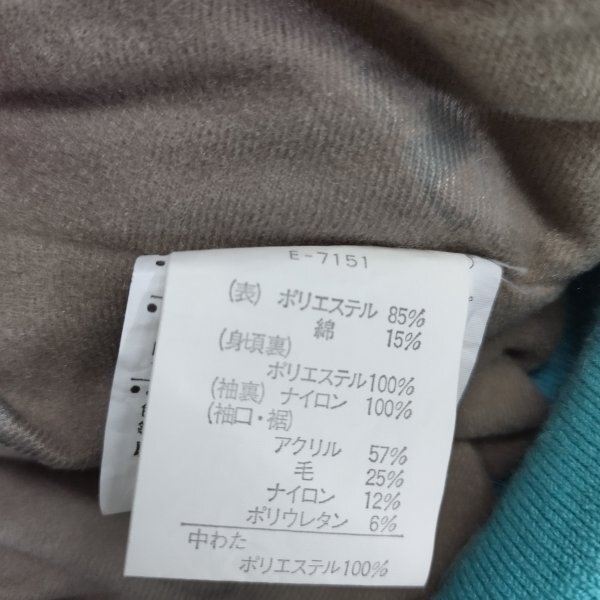 E-7151
(表) ポリエステル 85%
綿 15%
(身頃裏)
ポリエステル100%
(袖裏) ナイロン 100%
(袖口・裾)
アクリル 57%
毛 25%
ナイロン 12%
ポリウレタン 6%
中わた
ポリエステル100%